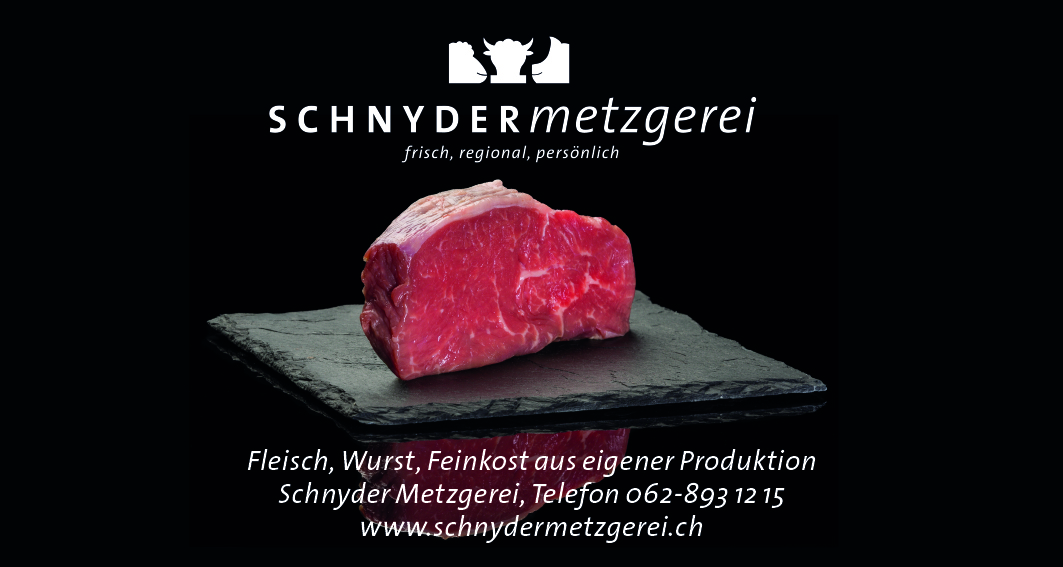 SCHNYDERmetzgerei
frisch, regional, persönlich
Fleisch, Wurst, Feinkost aus eigener Produktion
Schnyder Metzgerei, Telefon 062-893 12 15
www.schnydermetzgerei.ch